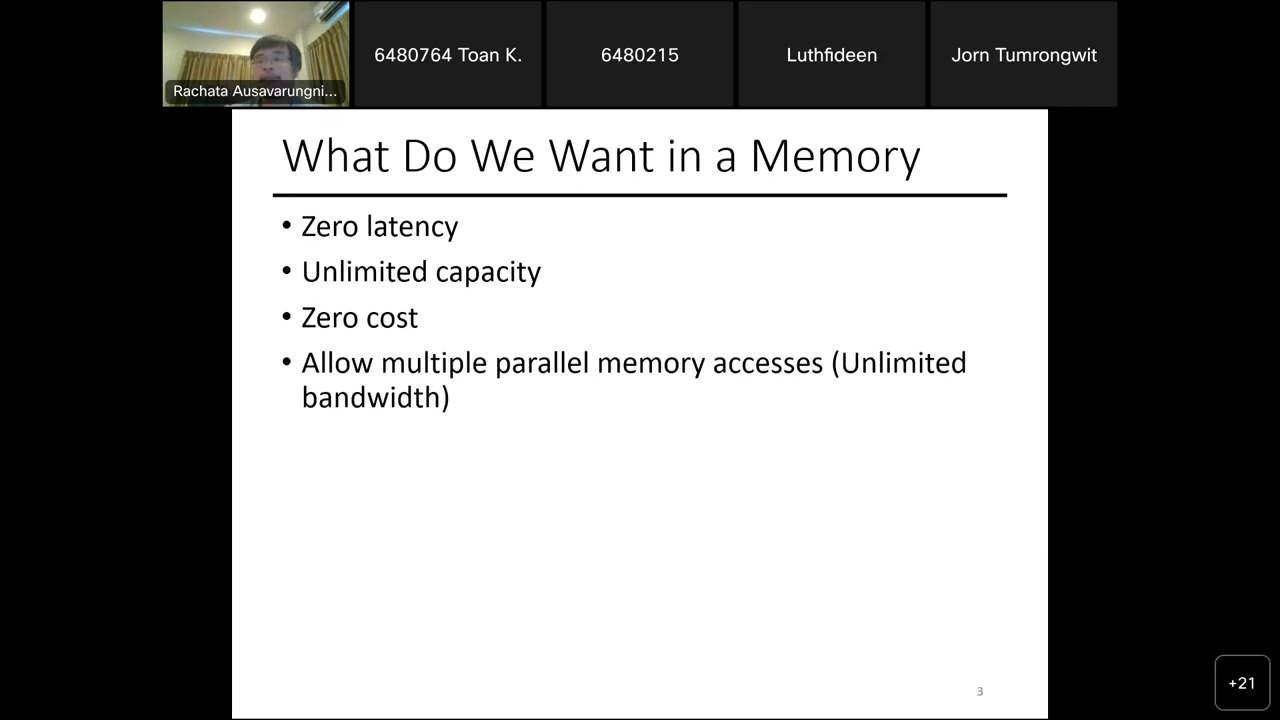 Rachata Ausavarungni...
6480764 Toan K.
6480215
Luthfideen
Jorn Tumrongwit
What Do We Want in a Memory
• Zero latency
• Unlimited capacity
• Zero cost
• Allow multiple parallel memory accesses (Unlimited
bandwidth)
3
+21